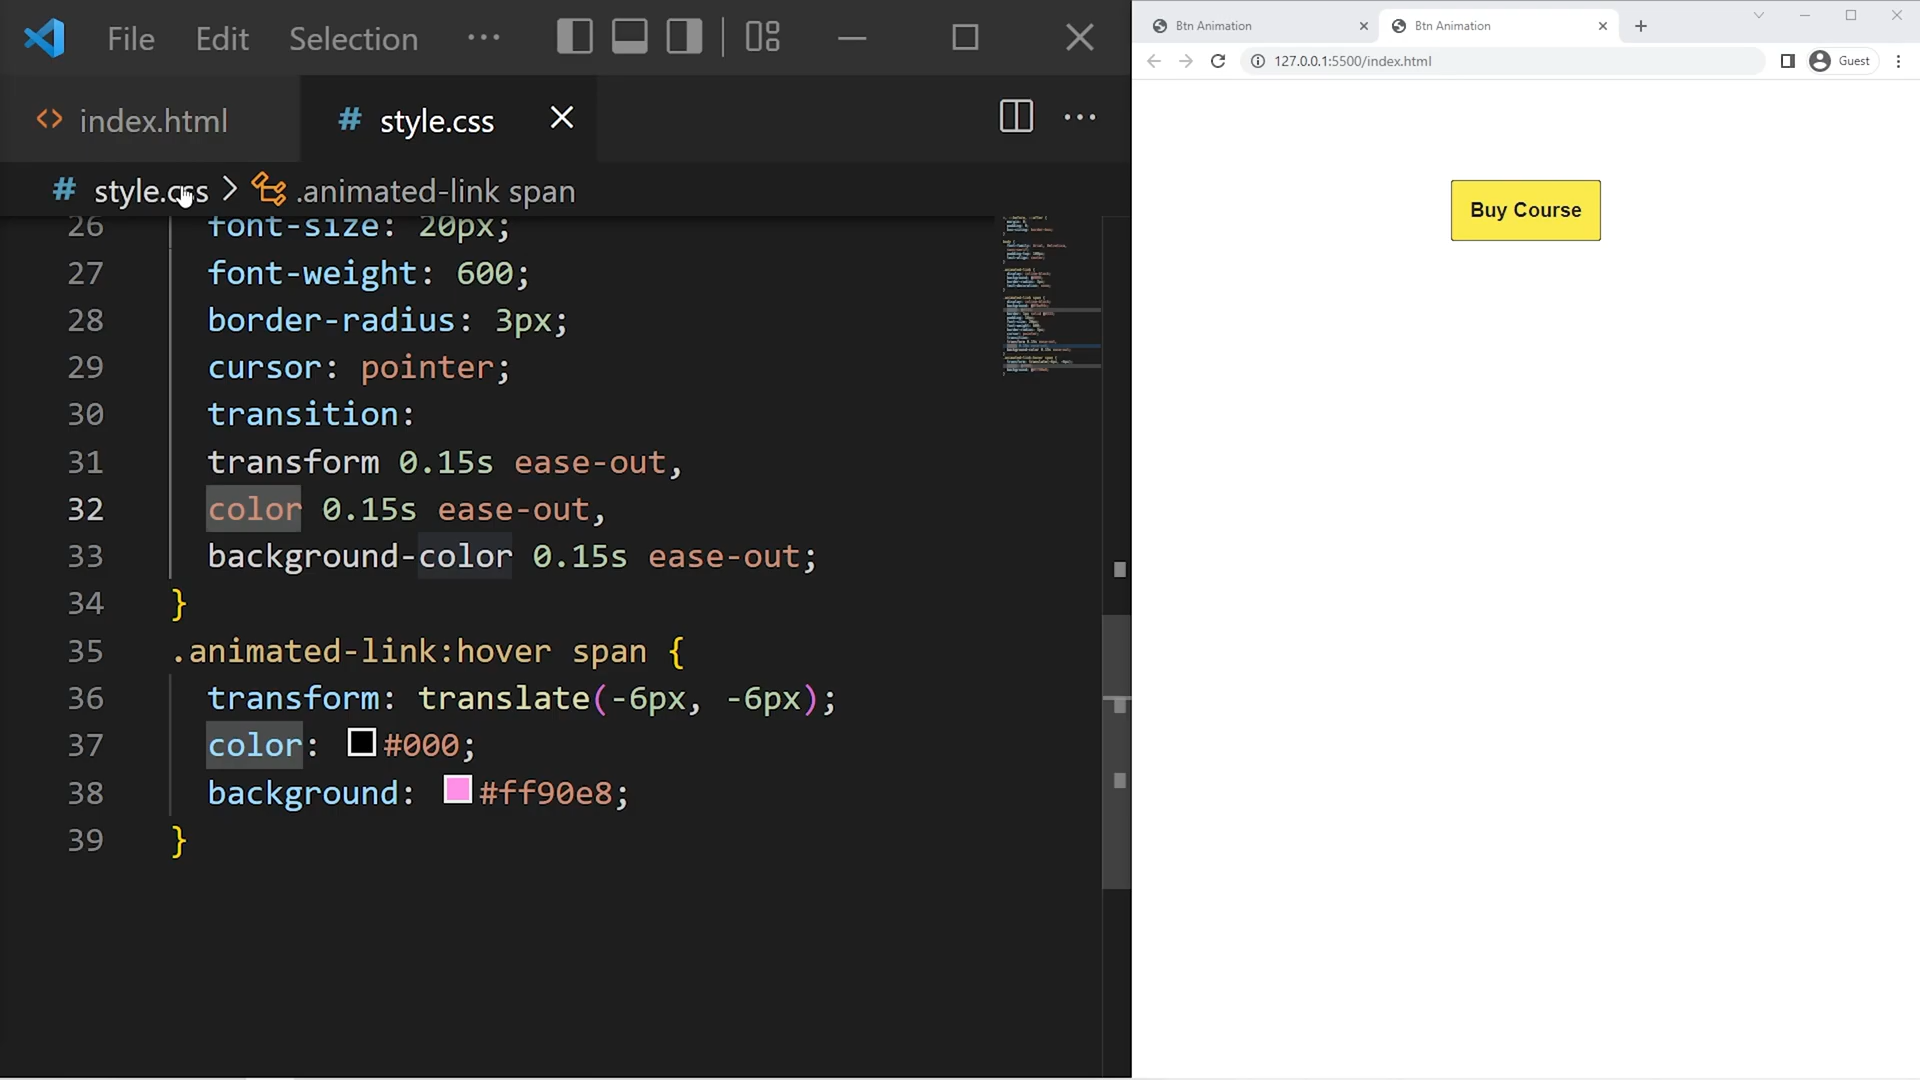 File Edit Selection ···
index.html
style.css
style.css > .animated-link span
26 font-size: 20px;
27 font-weight: 600;
28 border-radius: 3px;
29 cursor: pointer;
30 transition:
31 transform 0.15s ease-out,
32 color 0.15s ease-out,
33 background-color 0.15s ease-out;
34 }
35 .animated-link:hover span {
36 transform: translate(-6px, -6px);
37 color: #000;
38 background: #ff90e8;
39 }
Btn Animation
Btn Animation
127.0.0.1:5500/index.html
Guest
Buy Course